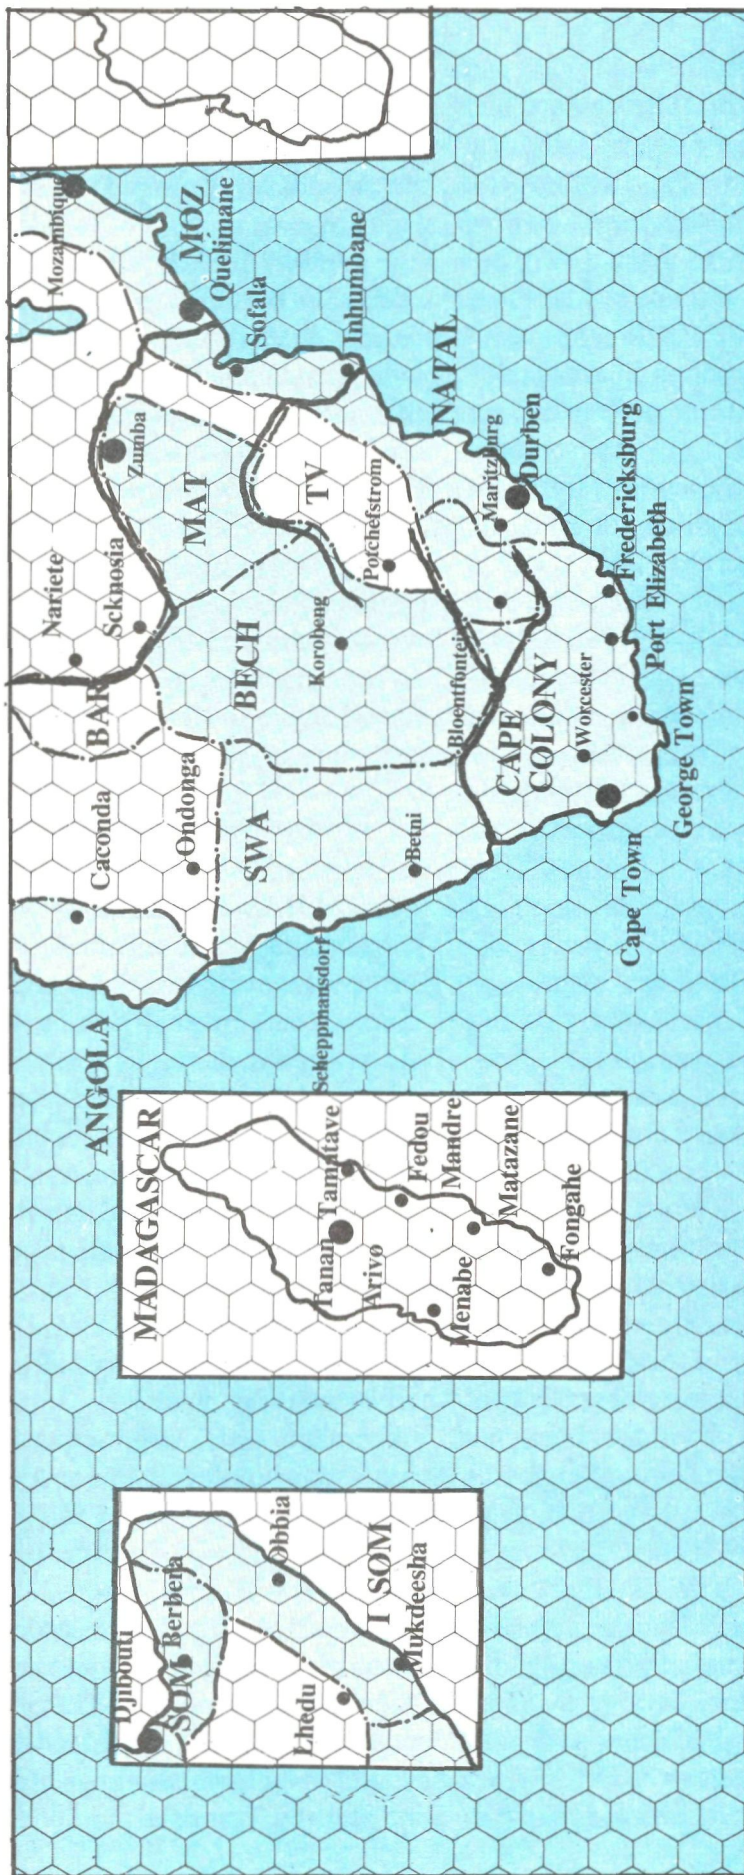 Djibouti
SOM
Berbera
Obbia
Lhedu
I SOM
Mukdeesha
MADAGASCAR
Tanan
Arivo
Tamatave
Fedou
Mandre
Menabe
Matazane
Fongahe
ANGOLA
Caconda
Ondonga
BAR
Nariete
Scknosia
Zumba
Mozambique
MOZ
Quelimane
Sofala
Inhumbane
MAT
TV
SWA
BECH
Scheppmansdorf
Betni
Korobeng
Potchefstrom
NATAL
Bloentfontein
Maritzburg
Durben
CAPE
COLONY
Worcester
Fredericksburg
Port Elizabeth
Cape Town
George Town